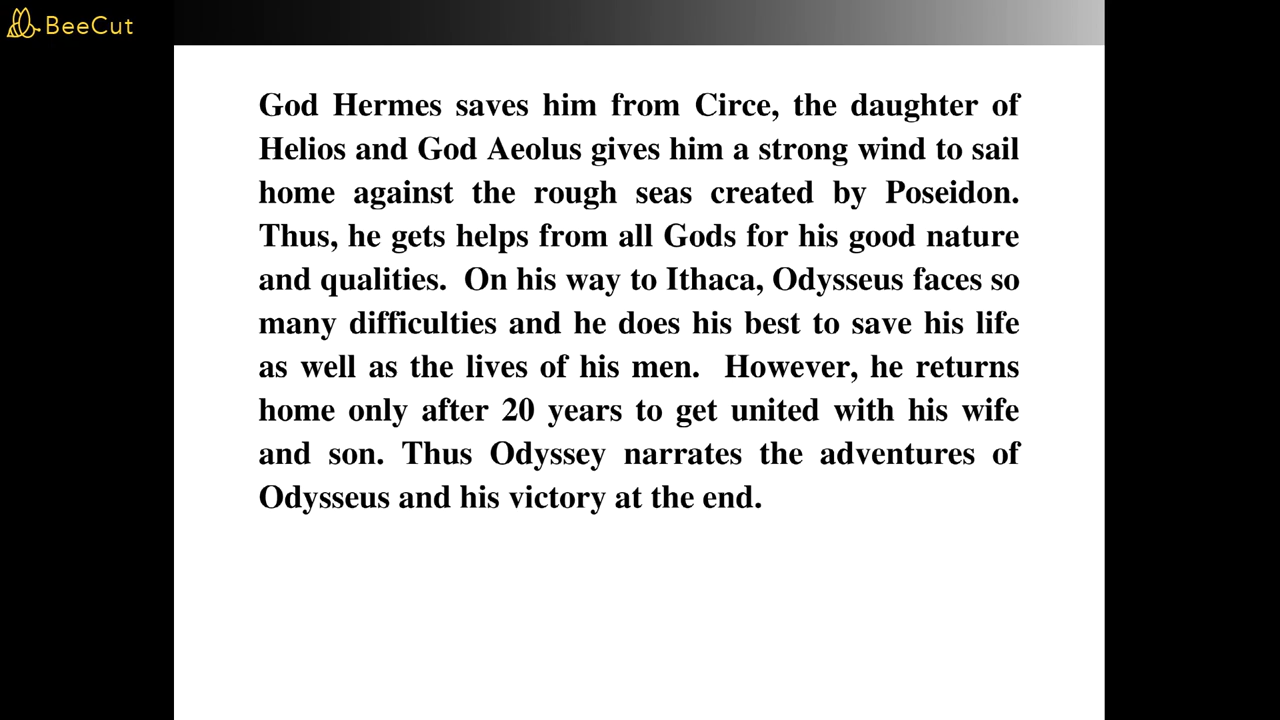 BeeCut
God Hermes saves him from Circe, the daughter of
Helios and God Aeolus gives him a strong wind to sail
home against the rough seas created by Poseidon.
Thus, he gets helps from all Gods for his good nature
and qualities.  On his way to Ithaca, Odysseus faces so
many difficulties and he does his best to save his life
as well as the lives of his men.  However, he returns
home only after 20 years to get united with his wife
and son. Thus Odyssey narrates the adventures of
Odysseus and his victory at the end.